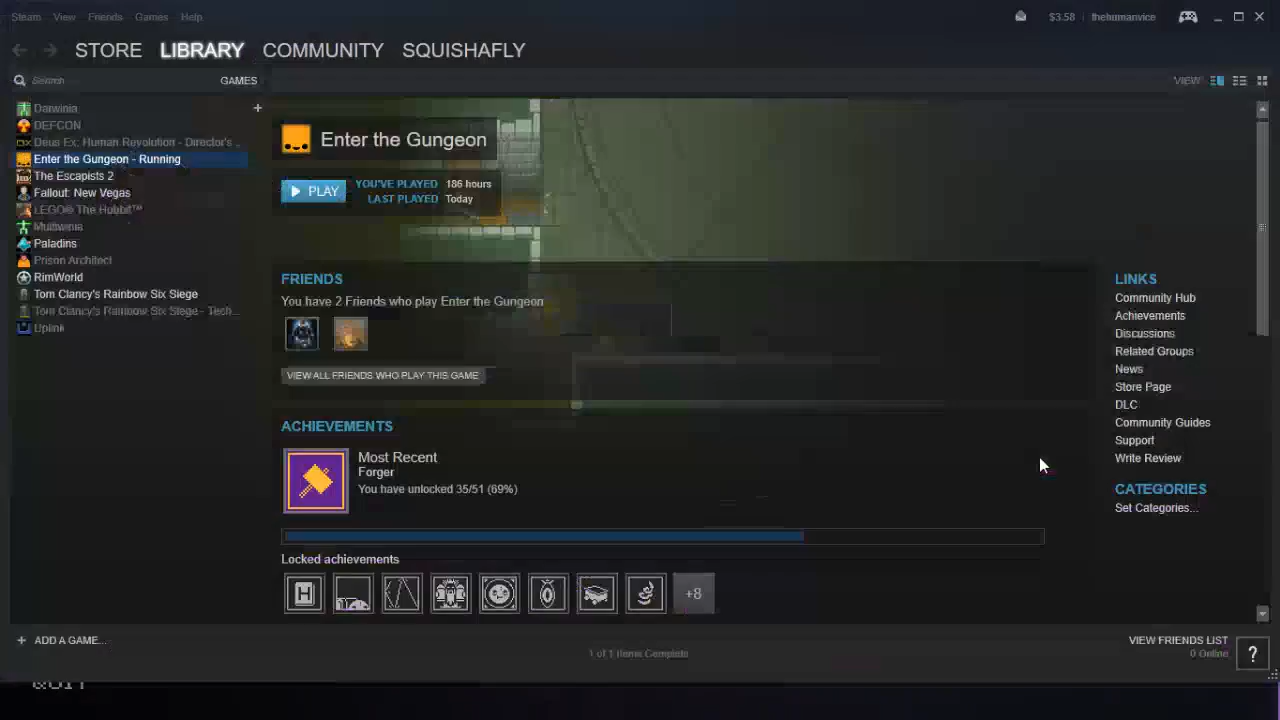 Steam View Friends Games Help
$3.58 thehumanvice
STORE LIBRARY COMMUNITY SQUISHAFLY
Search GAMES VIEW
Darwinia
DEFCON
Deus Ex: Human Revolution - Director's ...
Enter the Gungeon - Running
The Escapists 2
Fallout: New Vegas
LEGO® The Hobbit™
Multiwinia
Paladins
Prison Architect
RimWorld
Tom Clancy's Rainbow Six Siege
Tom Clancy's Rainbow Six Siege - Tech...
Uplink
Enter the Gungeon
PLAY
YOU'VE PLAYED 186 hours
LAST PLAYED Today
FRIENDS
You have 2 Friends who play Enter the Gungeon
VIEW ALL FRIENDS WHO PLAY THIS GAME
ACHIEVEMENTS
Most Recent
Forger
You have unlocked 35/51 (69%)
Locked achievements
H
+8
LINKS
Community Hub
Achievements
Discussions
Related Groups
News
Store Page
DLC
Community Guides
Support
Write Review
CATEGORIES
Set Categories...
+ ADD A GAME...
1 of 1 Items Complete
VIEW FRIENDS LIST
0 Online
?
QUIT